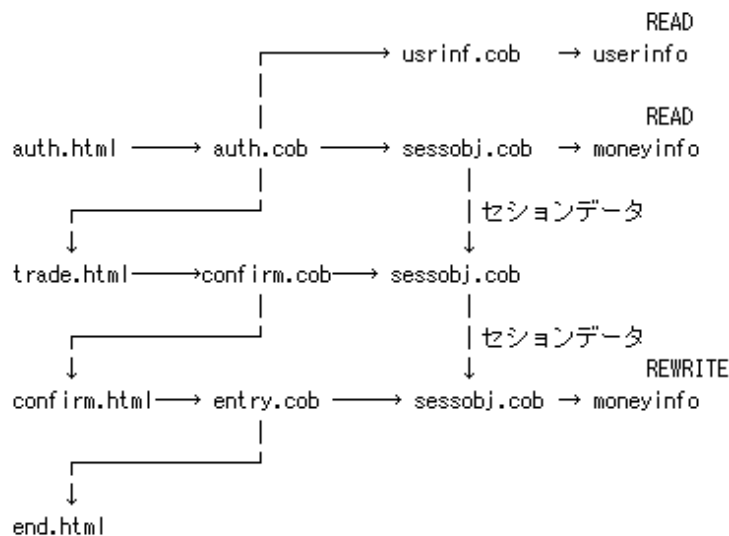 READ
usrinf.cob → userinfo
READ
auth.html → auth.cob → sessobj.cob → moneyinfo
セションデータ
trade.html → confirm.cob → sessobj.cob
セションデータ
REWRITE
confirm.html → entry.cob → sessobj.cob → moneyinfo
end.html